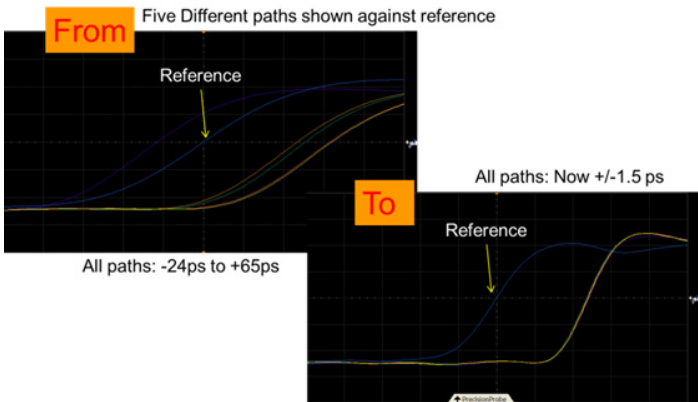 Five Different paths shown against reference
From
Reference
All paths: Now +/-1.5 ps
To
Reference
All paths: -24ps to +65ps
PrecisionProbe